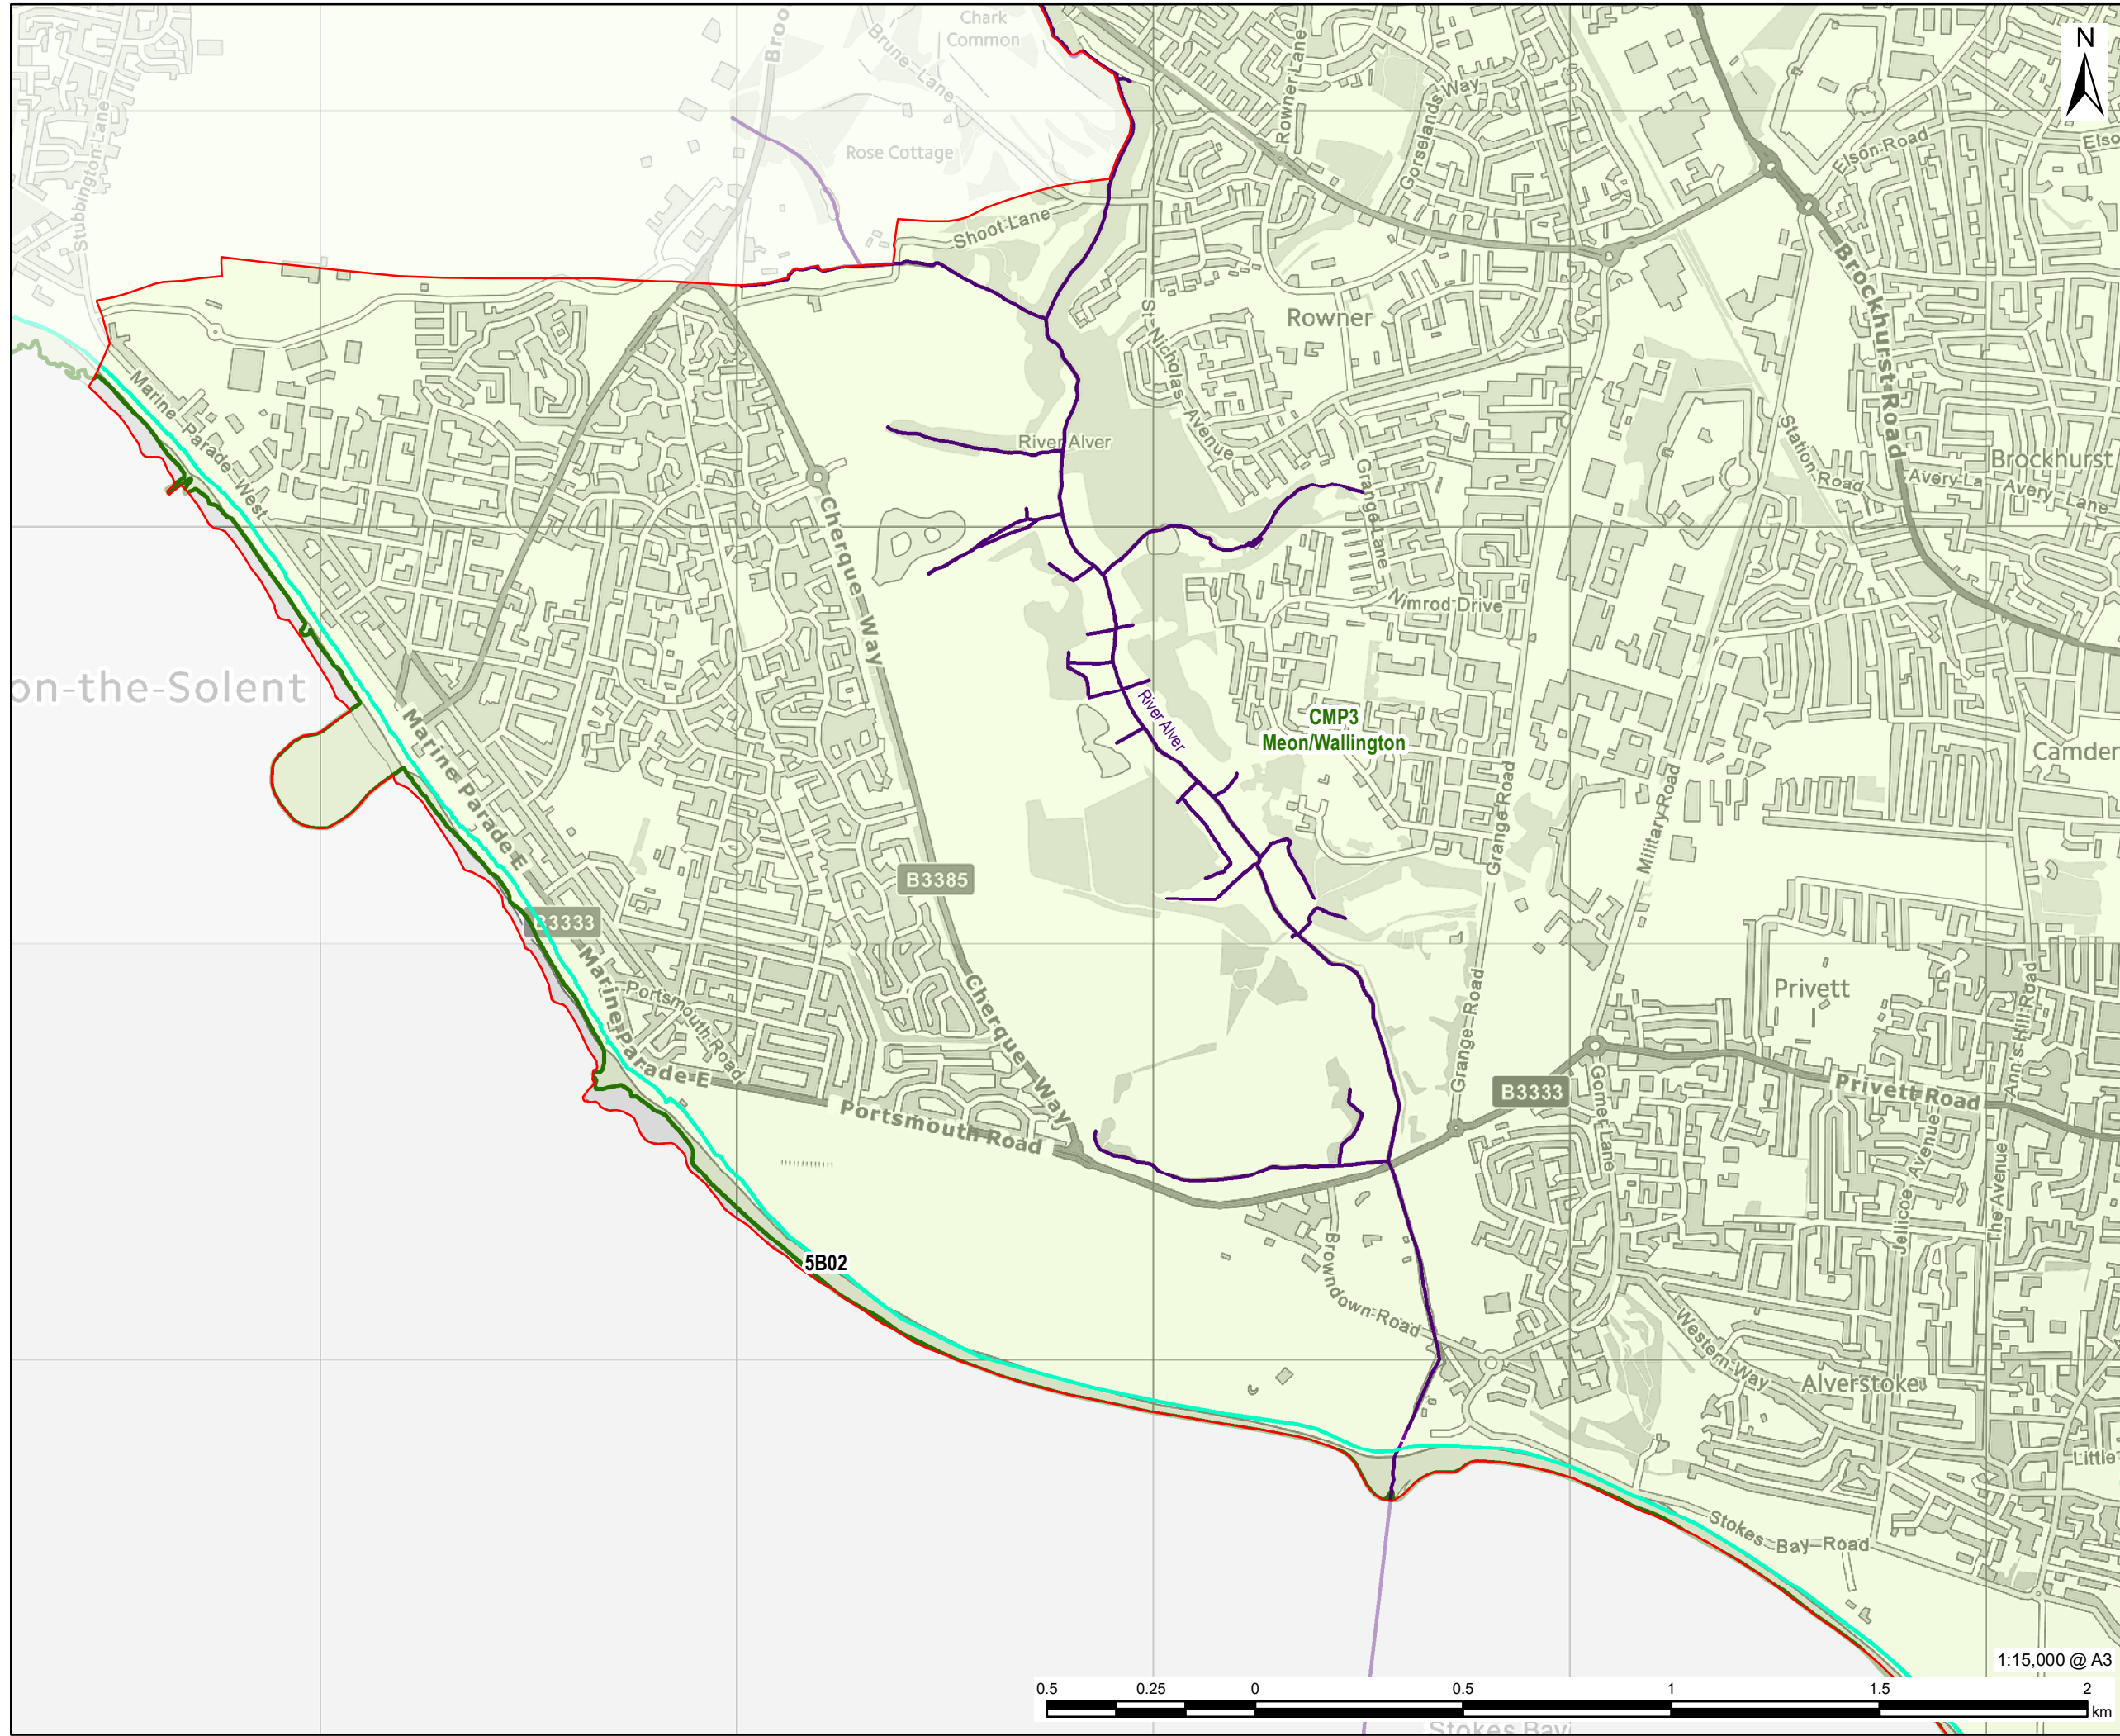 Chark
Common
Broo
Brune Lane
N
Rowner Lane
Gorselands Way
Elson Road
Elso
Stubbington Lane
Rose Cottage
Shoot Lane
Brockhurst Road
St Nicholas Avenue
Rowner
Marine Parade West
River Alver
Grange Lane
Station Road
Brockhurst
Avery La
Avery Lane
Cherque Way
Nimrod Drive
on-the-Solent
River Alver
CMP3
Meon/Wallington
Marine Parade E
Camden
Grange Road
Military Road
B3385
B3333
Marine Parade E
Portsmouth Road
Cherque Way
Grange Road
Privett
Ann's Hill Road
B3333
Privett Road
Portsmouth Road
Gomer Lane
Jellicoe Avenue
The Avenue
5B02
Browndown Road
Western Way
Alverstoke
Little
Stokes Bay Road
1:15,000 @ A3
0.5 0.25 0 0.5 1 1.5 2
km
Stokes Bay